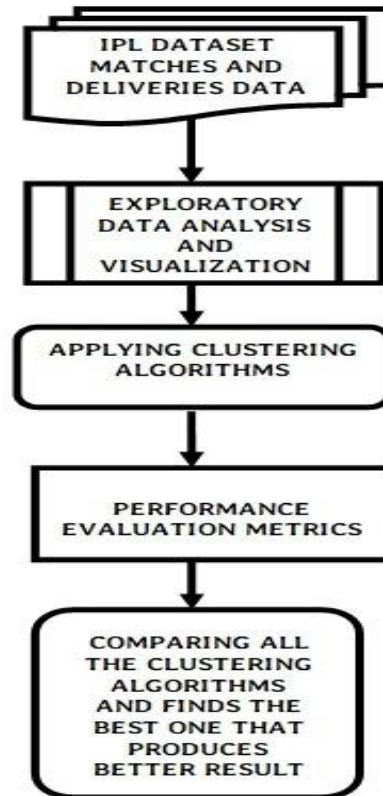 IPL DATASET
MATCHES AND
DELIVERIES DATA
EXPLORATORY
DATA ANALYSIS
AND
VISUALIZATION
APPLYING CLUSTERING
ALGORITHMS
PERFORMANCE
EVALUATION METRICS
COMPARING ALL
THE CLUSTERING
ALGORITHMS
AND FINDS THE
BEST ONE THAT
PRODUCES
BETTER RESULT